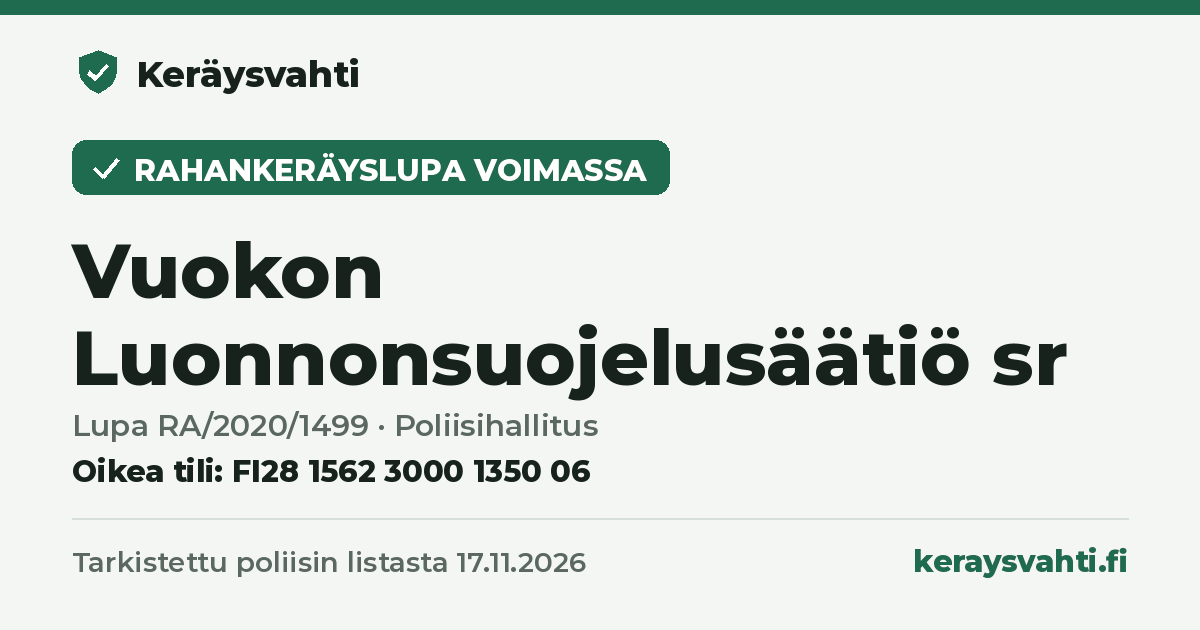 Keräysvahti
RAHANKERÄYSLUPA VOIMASSA
Vuokon
Luonnonsuojelusäätiö sr
Lupa RA/2020/1499 · Poliisihallitus
Oikea tili: FI28 1562 3000 1350 06
Tarkistettu poliisin listasta 17.11.2026
keraysvahti.fi